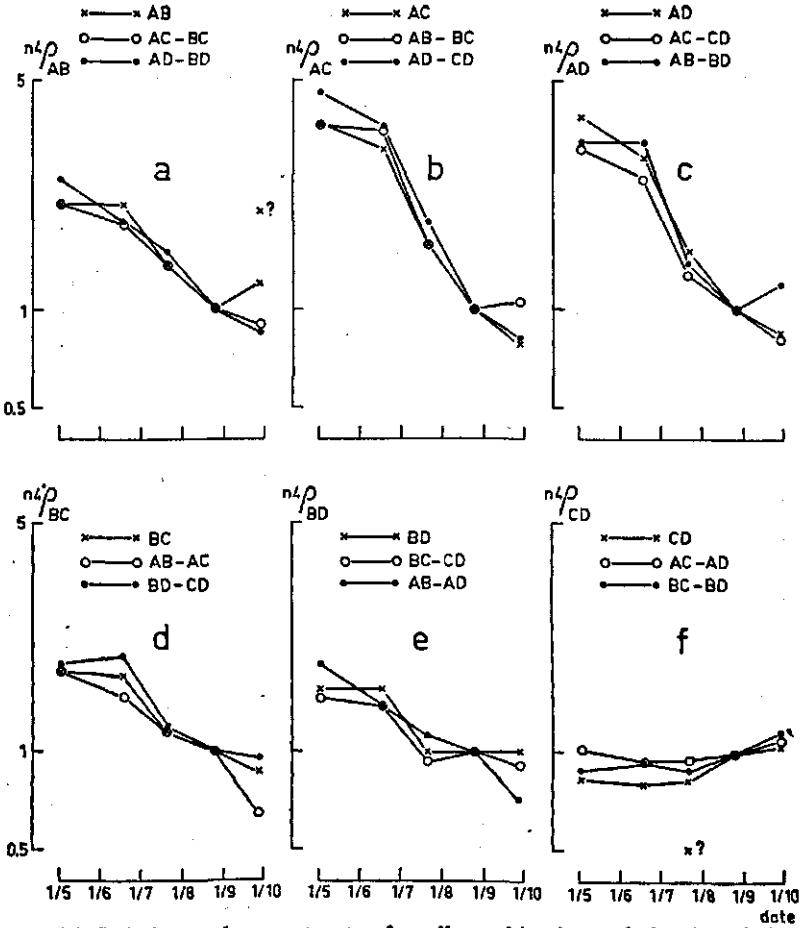 AB
AC-BC
AD-BD
n4ρAB
5
1
0.5
a
?
AC
AB-BC
AD-CD
n4ρAC
b
AD
AC-CD
AB-BD
n4ρAD
c
n4ρBC
5
1
0.5
BC
AB-AC
BD-CD
d
1/5 1/6 1/7 1/8 1/9 1/10
n4ρBD
BD
BC-CD
AB-AD
e
1/5 1/6 1/7 1/8 1/9 1/10
n4ρCD
CD
AC-AD
BC-BD
f
?
1/5 1/6 1/7 1/8 1/9 1/10
date